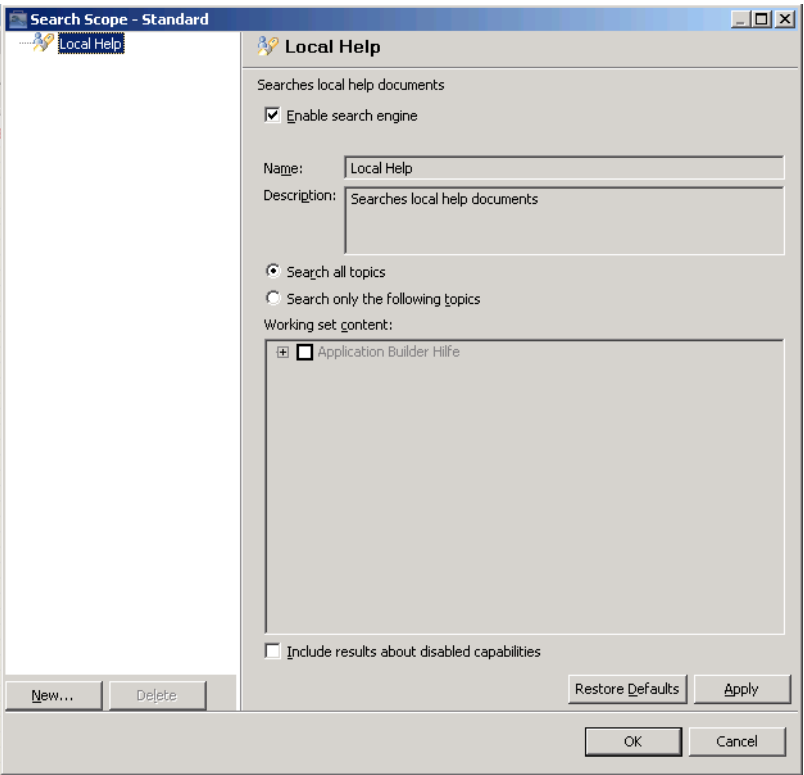 Search Scope - Standard
Local Help
Local Help
Searches local help documents
Enable search engine
Name: Local Help
Description: Searches local help documents
Search all topics
Search only the following topics
Working set content:
Application Builder Hilfe
Include results about disabled capabilities
New... Delete Restore Defaults Apply
OK Cancel